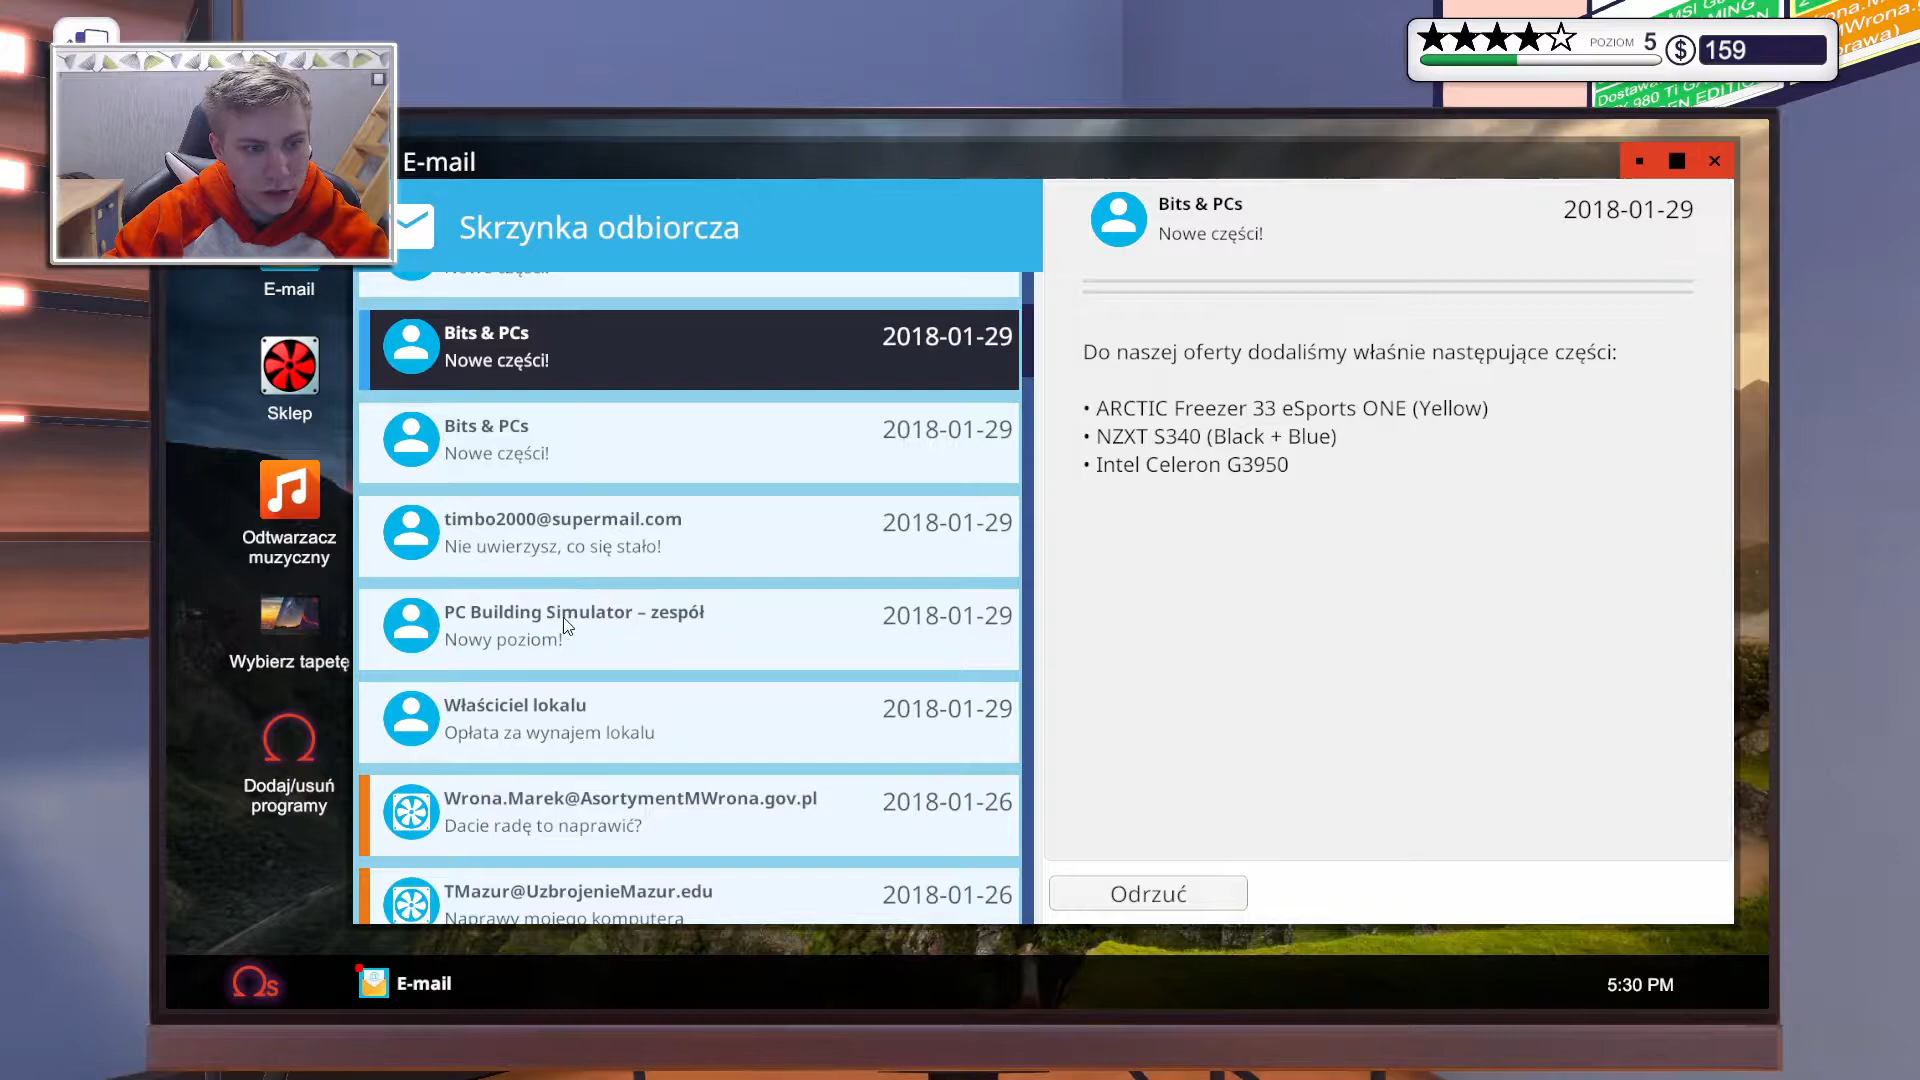 POZIOM 5
$ 159
E-mail
Skrzynka odbiorcza
Nowe części!
Bits & PCs
2018-01-29
Nowe części!
Bits & PCs
2018-01-29
Nowe części!
timbo2000@supermail.com
2018-01-29
Nie uwierzysz, co się stało!
PC Building Simulator – zespół
2018-01-29
Nowy poziom!
Właściciel lokalu
2018-01-29
Opłata za wynajem lokalu
Wrona.Marek@AsortymentMWrona.gov.pl
2018-01-26
Dacie radę to naprawić?
TMazur@UzbrojenieMazur.edu
2018-01-26
Naprawy mojego komputera
Bits & PCs
2018-01-29
Nowe części!
Do naszej oferty dodaliśmy właśnie następujące części:
• ARCTIC Freezer 33 eSports ONE (Yellow)
• NZXT S340 (Black + Blue)
• Intel Celeron G3950
Odrzuć
E-mail
Sklep
Odtwarzacz
muzyczny
Wybierz tapetę
Dodaj/usuń
programy
Ωs
E-mail
5:30 PM